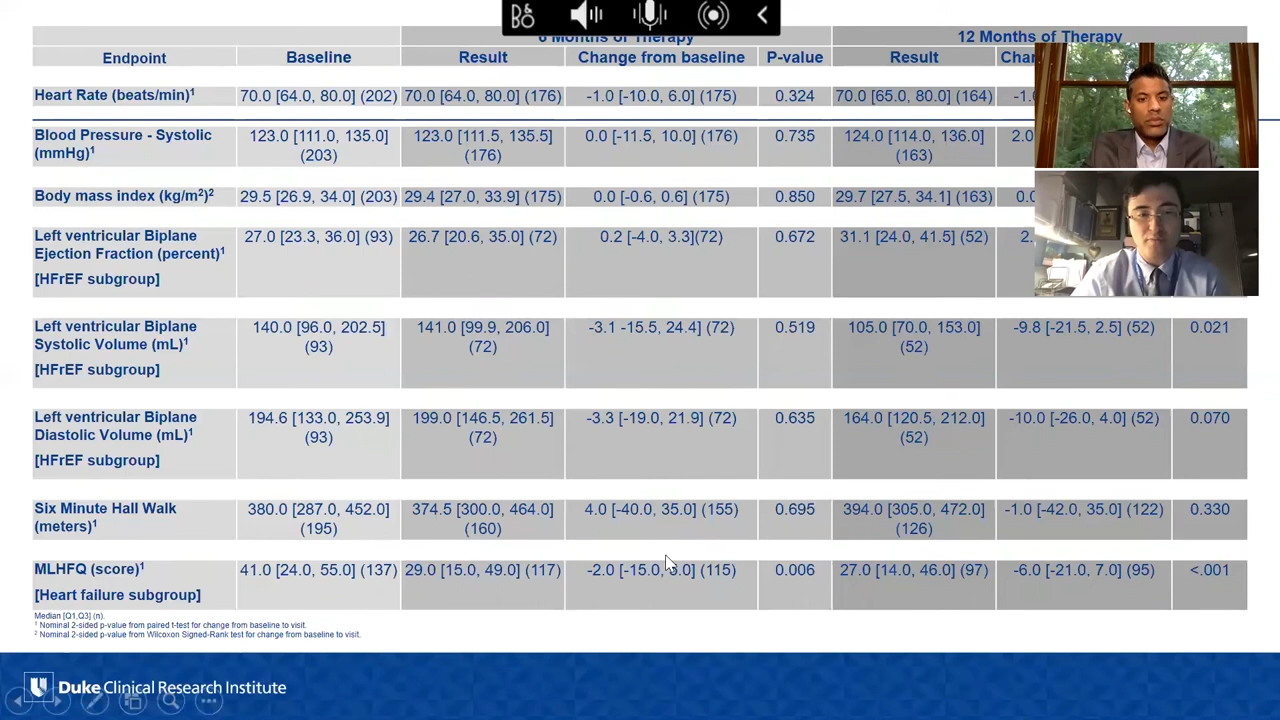 6 Months of Therapy 12 Months of Therapy
Endpoint Baseline Result Change from baseline P-value Result
Heart Rate (beats/min)¹ 70.0 [64.0, 80.0] (202) 70.0 [64.0, 80.0] (176) -1.0 [-10.0, 6.0] (175) 0.324 70.0 [65.0, 80.0] (164)
Blood Pressure - Systolic 123.0 [111.0, 135.0] 123.0 [111.5, 135.5] 0.0 [-11.5, 10.0] (176) 0.735 124.0 [114.0, 136.0] 2.0
(mmHg)¹ (203) (176) (163)
Body mass index (kg/m²)² 29.5 [26.9, 34.0] (203) 29.4 [27.0, 33.9] (175) 0.0 [-0.6, 0.6] (175) 0.850 29.7 [27.5, 34.1] (163)
Left ventricular Biplane 27.0 [23.3, 36.0] (93) 26.7 [20.6, 35.0] (72) 0.2 [-4.0, 3.3](72) 0.672 31.1 [24.0, 41.5] (52) 2.
Ejection Fraction (percent)¹
[HFrEF subgroup]
Left ventricular Biplane 140.0 [96.0, 202.5] 141.0 [99.9, 206.0] -3.1 -15.5, 24.4] (72) 0.519 105.0 [70.0, 153.0] -9.8 [-21.5, 2.5] (52) 0.021
Systolic Volume (mL)¹ (93) (72) (52)
[HFrEF subgroup]
Left ventricular Biplane 194.6 [133.0, 253.9] 199.0 [146.5, 261.5] -3.3 [-19.0, 21.9] (72) 0.635 164.0 [120.5, 212.0] -10.0 [-26.0, 4.0] (52) 0.070
Diastolic Volume (mL)¹ (93) (72) (52)
[HFrEF subgroup]
Six Minute Hall Walk 380.0 [287.0, 452.0] 374.5 [300.0, 464.0] 4.0 [-40.0, 35.0] (155) 0.695 394.0 [305.0, 472.0] -1.0 [-42.0, 35.0] (122) 0.330
(meters)¹ (195) (160) (126)
MLHFQ (score)¹ 41.0 [24.0, 55.0] (137) 29.0 [15.0, 49.0] (117) -2.0 [-15.0, (115) 0.006 27.0 [14.0, 46.0] (97) -6.0 [-21.0, 7.0] (95) <.001
[Heart failure subgroup]
Median [Q1,Q3] (n).
¹ Nominal 2-sided p-value from paired t-test for change from baseline to visit.
² Nominal 2-sided p-value from Wilcoxon Signed-Rank test for change from baseline to visit.
Duke Clinical Research Institute